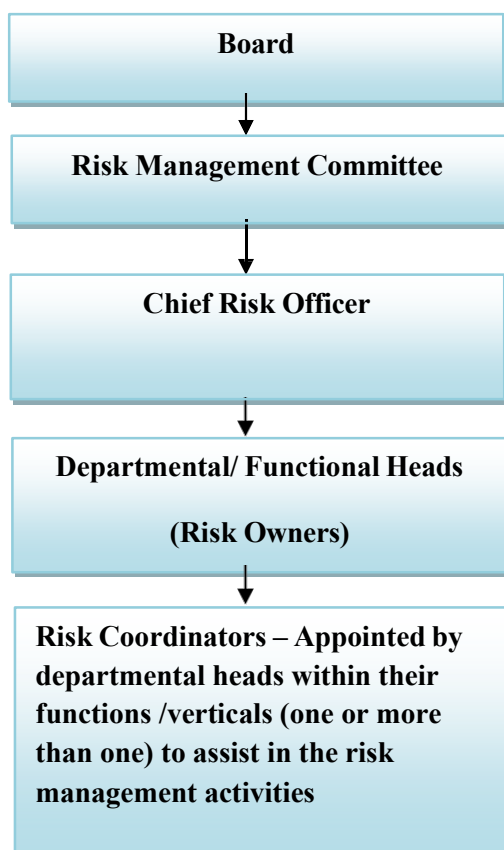 Board
Risk Management Committee
Chief Risk Officer
Departmental/ Functional Heads
(Risk Owners)
Risk Coordinators – Appointed by
departmental heads within their
functions /verticals (one or more
than one) to assist in the risk
management activities